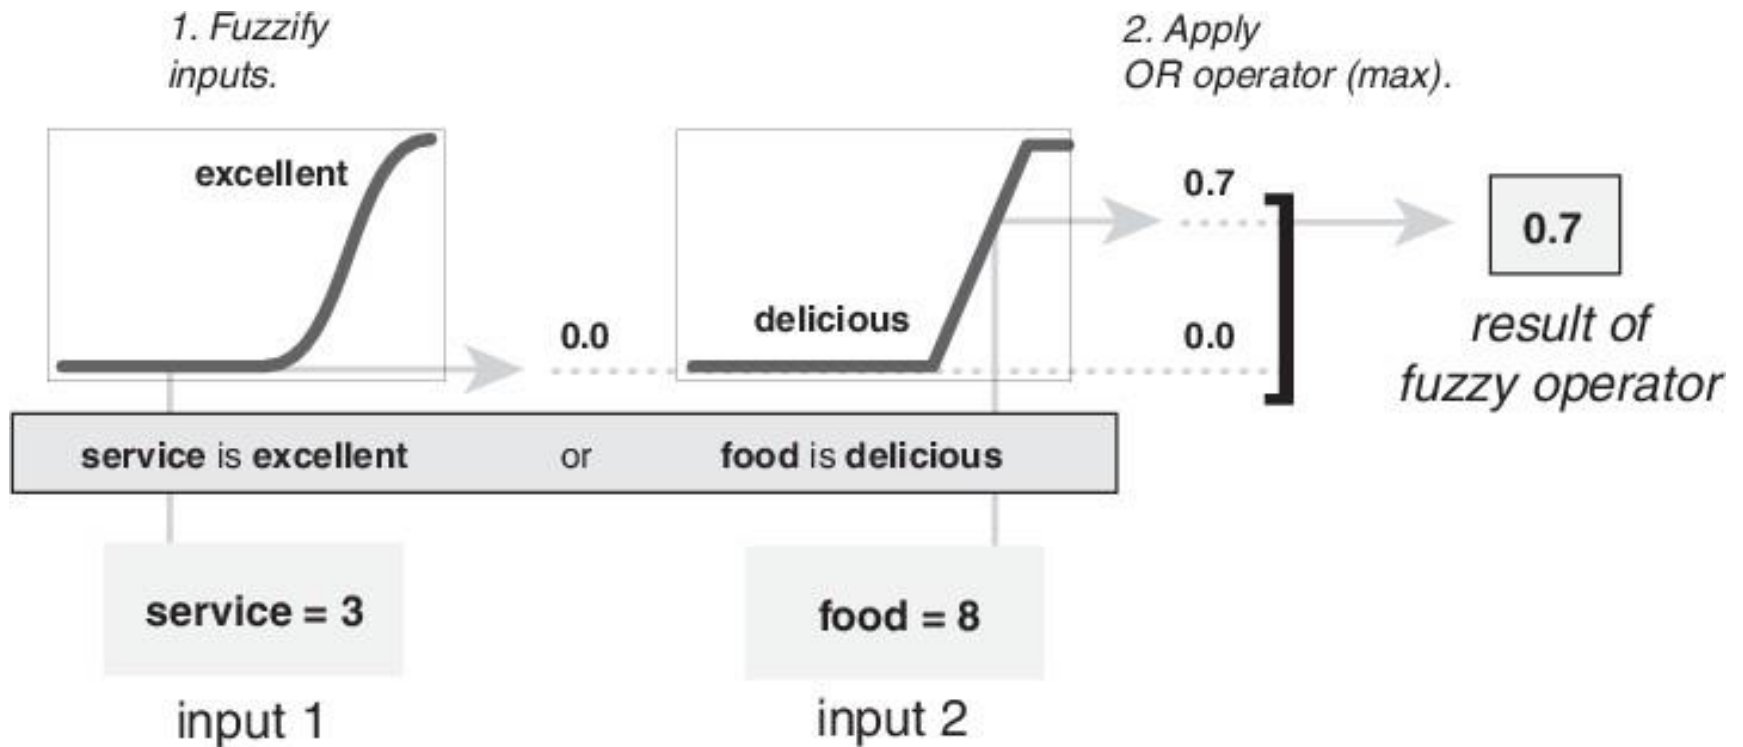 1. Fuzzify
inputs.
2. Apply
OR operator (max).
excellent
delicious
0.7
0.7
0.0
0.0
result of
fuzzy operator
service is excellent or food is delicious
service = 3
food = 8
input 1
input 2